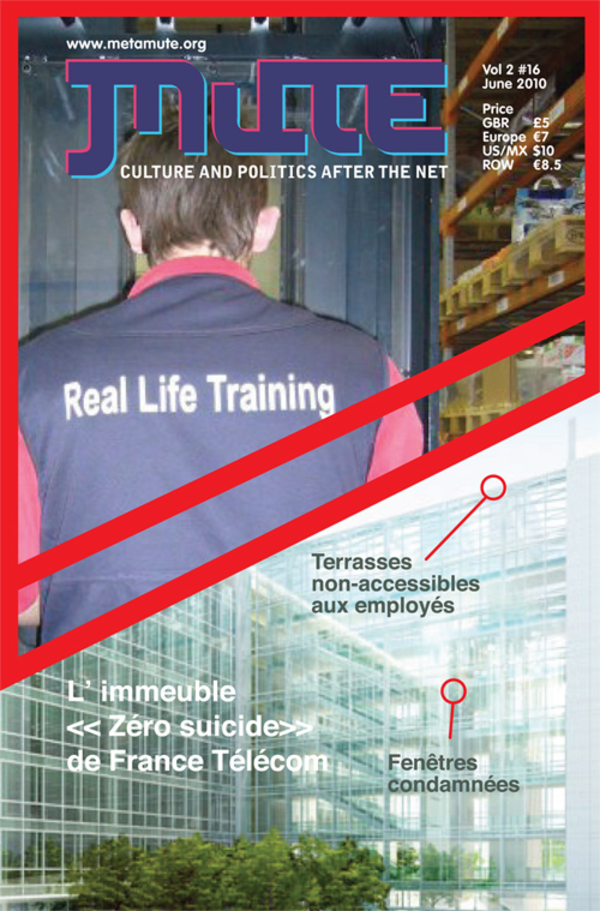 www.metamute.org
MUTE
CULTURE AND POLITICS AFTER THE NET
Vol 2 #16
June 2010
Price
GBR £5
Europe €7
US/MX $10
ROW €8.5
Real Life Training
Terrasses
non-accessibles
aux employés
L' immeuble
<< Zéro suicide>>
de France Télécom
Fenêtres
condamnées